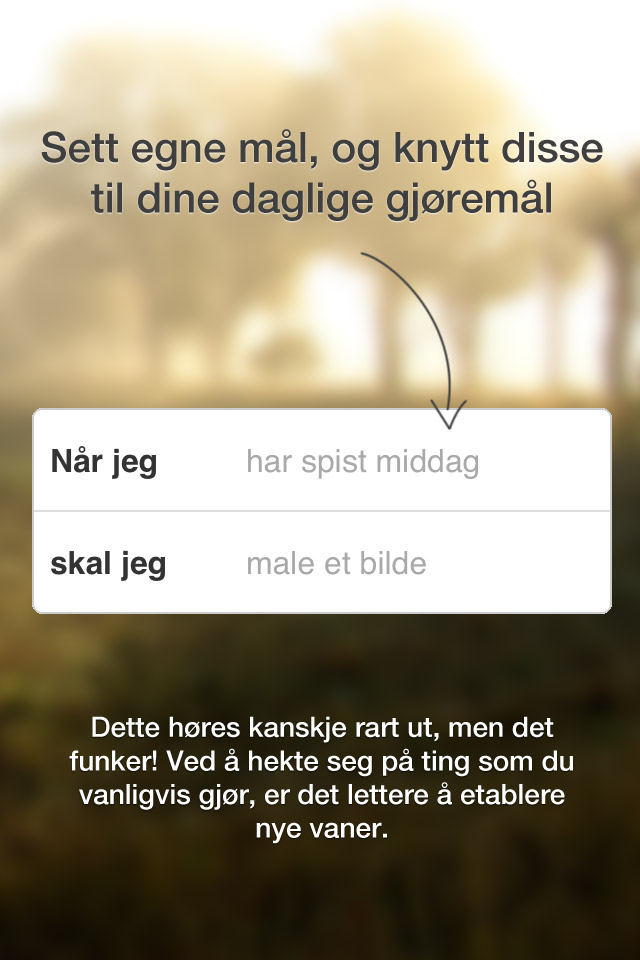 Sett egne mål, og knytt disse
til dine daglige gjøremål
Når jeg har spist middag
skal jeg male et bilde
Dette høres kanskje rart ut, men det
funker! Ved å hekte seg på ting som du
vanligvis gjør, er det lettere å etablere
nye vaner.